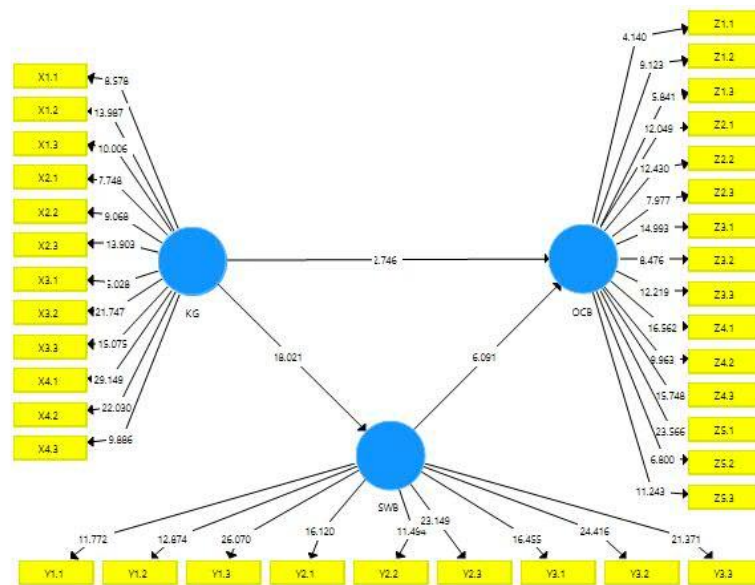 X1.1
X1.2
X1.3
X2.1
X2.2
X2.3
X3.1
X3.2
X3.3
X4.1
X4.2
X4.3
8.578
13.987
10.006
7.748
9.068
13.903
21.747
15.075
29.149
22.030
9.886
KG
2.746
18.021
6.091
OCB
4.140
9.123
5.841
12.049
12.430
7.977
14.993
8.476
12.219
16.562
9.963
15.748
23.566
6.800
11.243
Z1.1
Z1.2
Z1.3
Z2.1
Z2.2
Z2.3
Z3.1
Z3.2
Z3.3
Z4.1
Z4.2
Z4.3
Z5.1
Z5.2
Z5.3
SWB
11.772
12.874
26.070
16.120
11.494
23.149
16.455
24.416
21.371
Y1.1
Y1.2
Y1.3
Y2.1
Y2.2
Y2.3
Y3.1
Y3.2
Y3.3